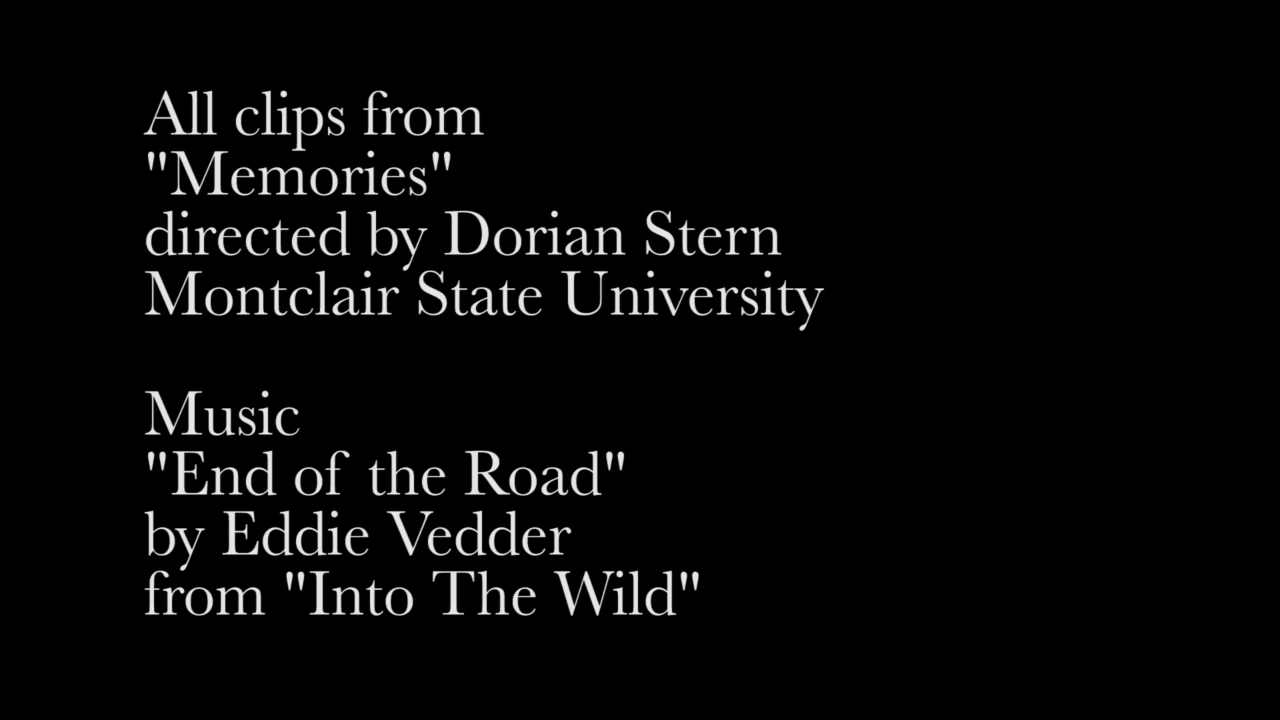 All clips from
"Memories"
directed by Dorian Stern
Montclair State University
Music
"End of the Road"
by Eddie Vedder
from "Into The Wild"